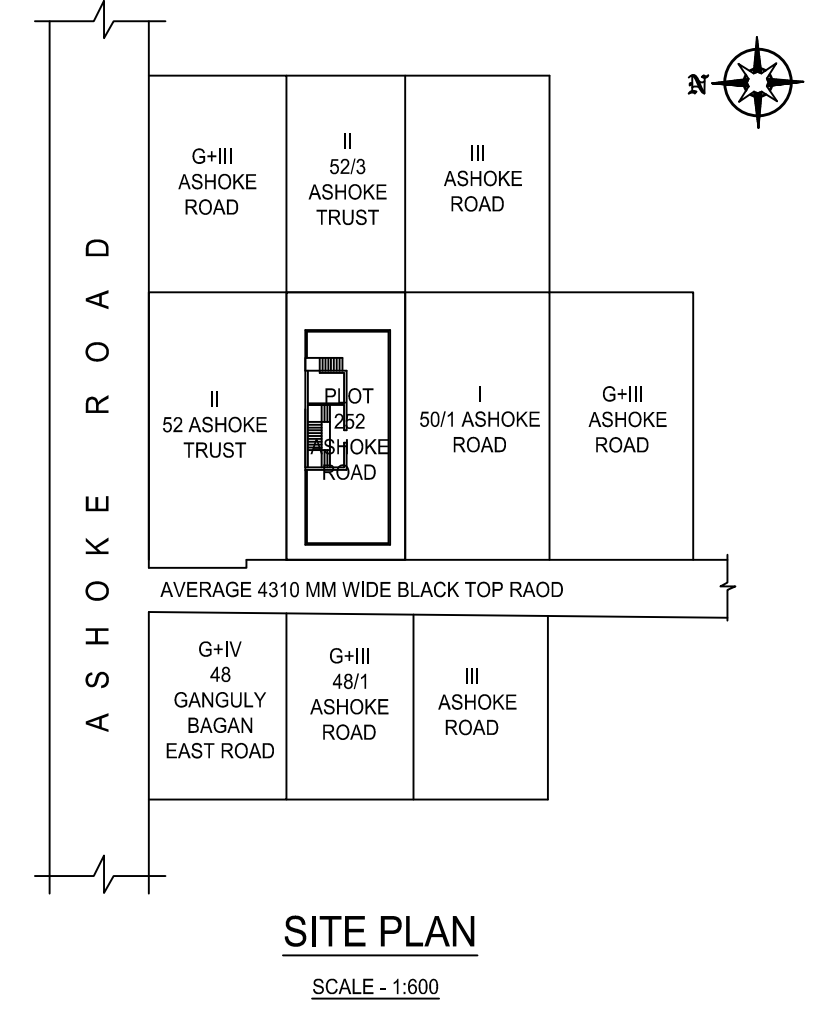 N
G+III
ASHOKE
ROAD
II
52/3
ASHOKE
TRUST
III
ASHOKE
ROAD
ASHOKE ROAD
II
52 ASHOKE
TRUST
PLOT
252
ASHOKE
ROAD
I
50/1 ASHOKE
ROAD
G+III
ASHOKE
ROAD
AVERAGE 4310 MM WIDE BLACK TOP RAOD
G+IV
48
GANGULY
BAGAN
EAST ROAD
G+III
48/1
ASHOKE
ROAD
III
ASHOKE
ROAD
SITE PLAN
SCALE - 1:600